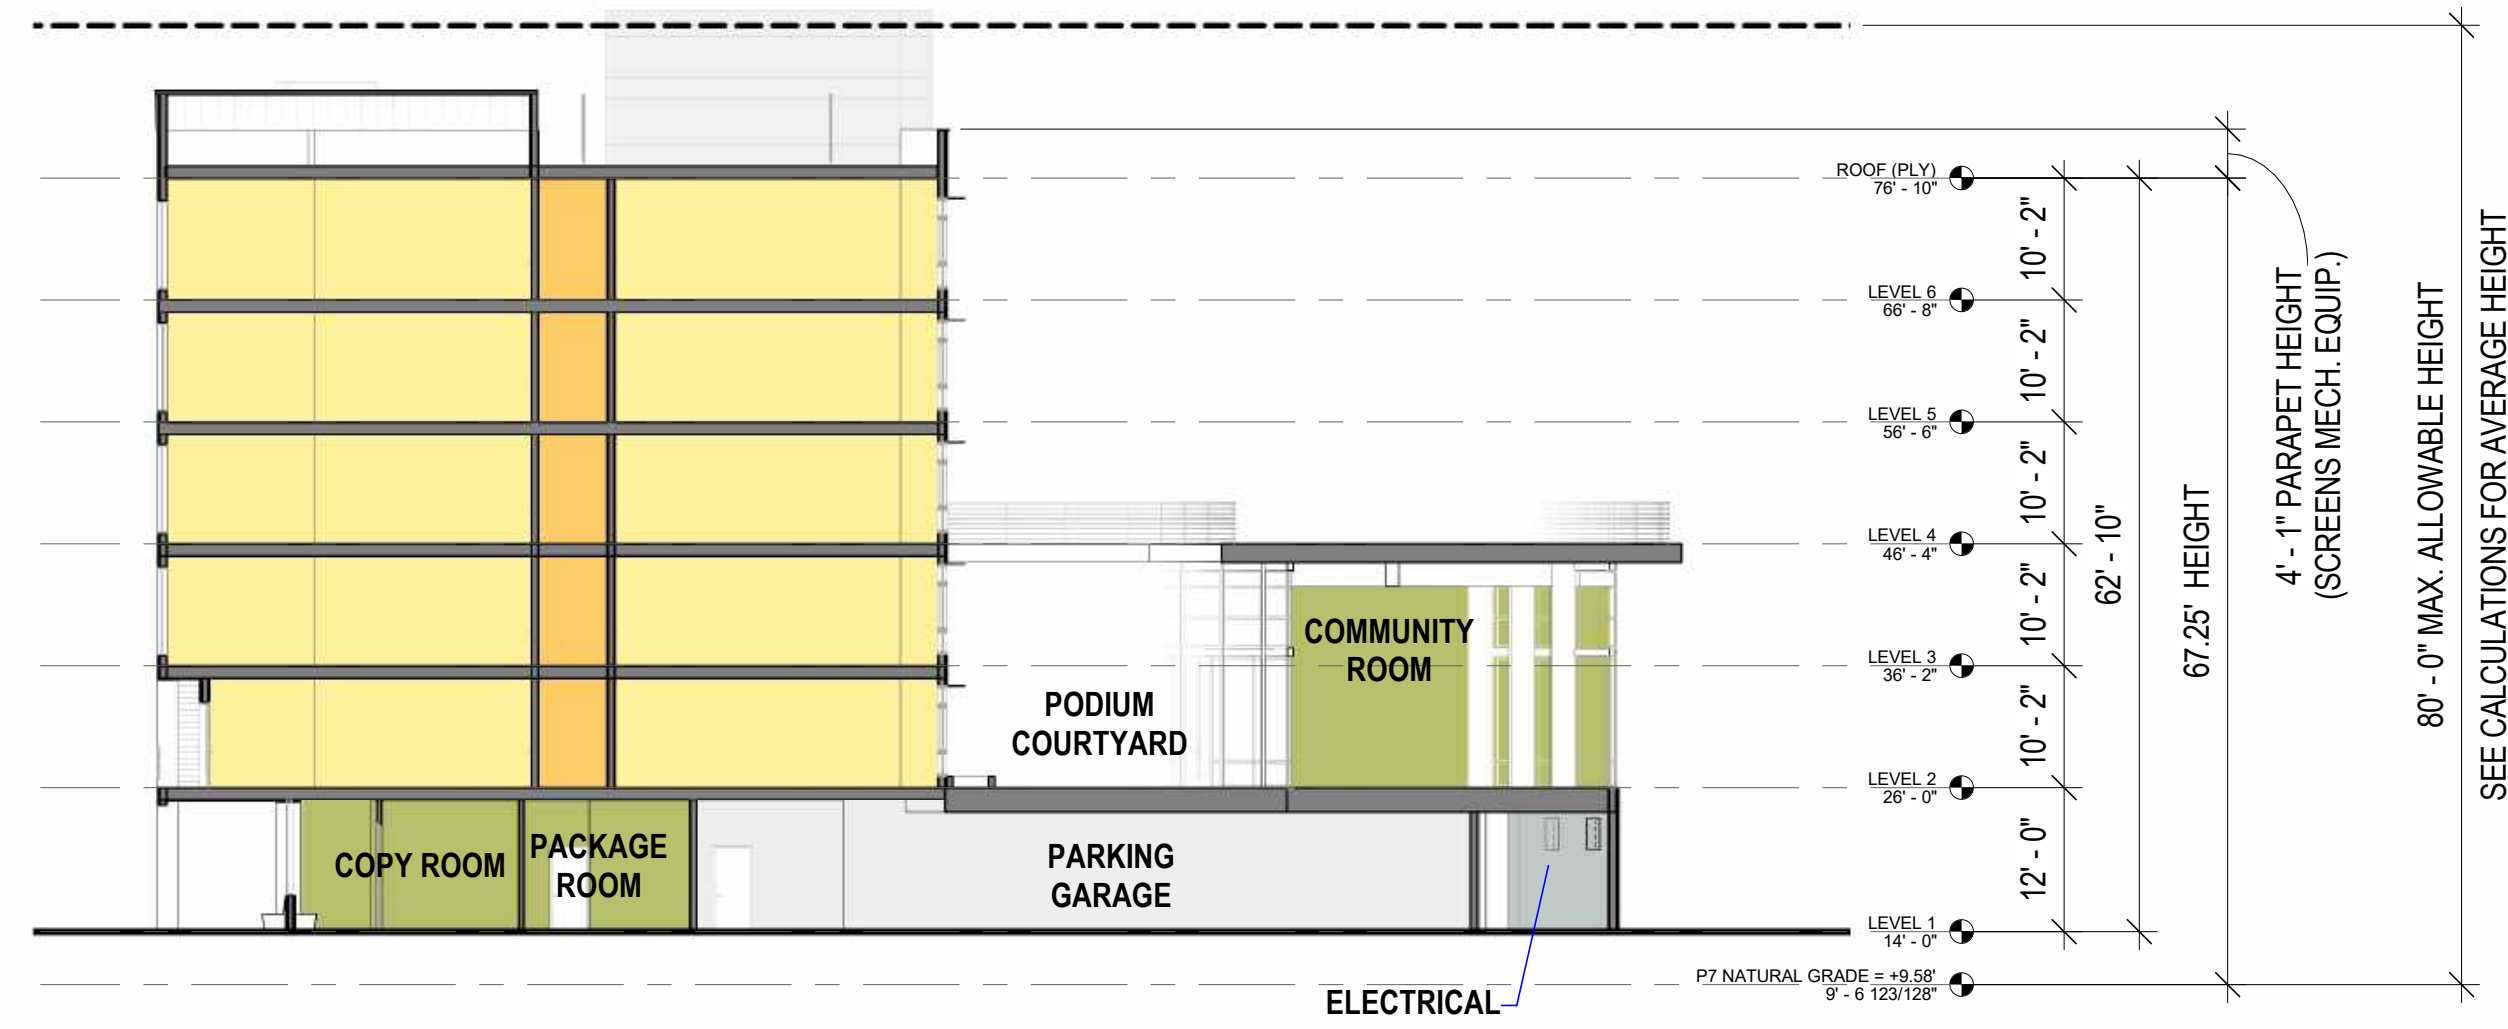 ROOF (PLY)
76' - 10"
LEVEL 6
66' - 8"
LEVEL 5
56' - 6"
LEVEL 4
46' - 4"
LEVEL 3
36' - 2"
LEVEL 2
26' - 0"
LEVEL 1
14' - 0"
P7 NATURAL GRADE = +9.58'
9' - 6 123/128"
COMMUNITY
ROOM
PODIUM
COURTYARD
COPY ROOM
PACKAGE
ROOM
PARKING
GARAGE
ELECTRICAL
10' - 2"
10' - 2"
10' - 2"
10' - 2"
10' - 2"
12' - 0"
62' - 10"
67.25' HEIGHT
4' - 1" PARAPET HEIGHT
(SCREENS MECH. EQUIP.)
80' - 0" MAX. ALLOWABLE HEIGHT
SEE CALCULATIONS FOR AVERAGE HEIGHT